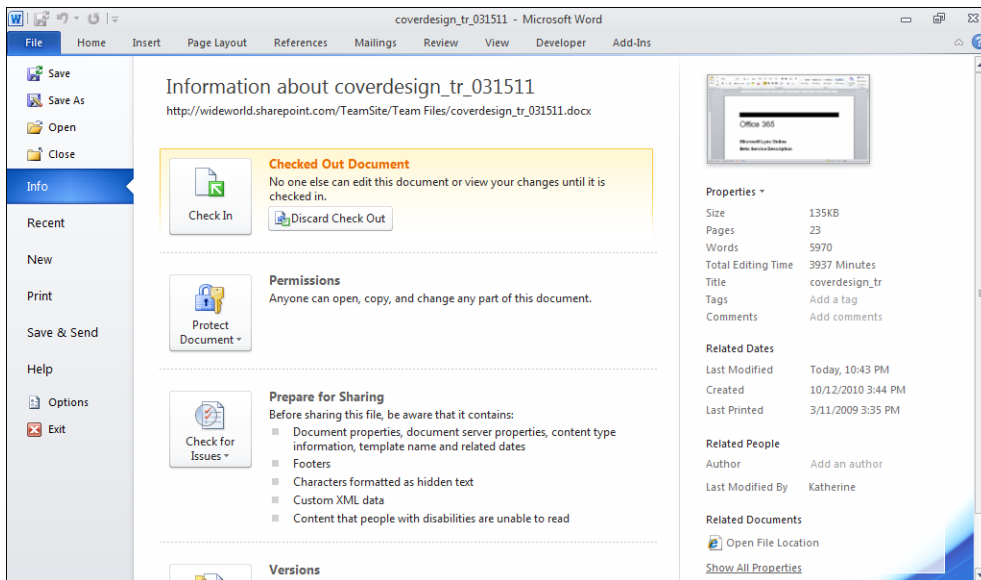 coverdesign_tr_031511 - Microsoft Word
File Home Insert Page Layout References Mailings Review View Developer Add-Ins
Save
Save As
Open
Close
Info
Recent
New
Print
Save & Send
Help
Options
Exit
Information about coverdesign_tr_031511
http://wideworld.sharepoint.com/TeamSite/Team Files/coverdesign_tr_031511.docx
Check In
Checked Out Document
No one else can edit this document or view your changes until it is
checked in.
Discard Check Out
Protect
Document
Permissions
Anyone can open, copy, and change any part of this document.
Check for
Issues
Prepare for Sharing
Before sharing this file, be aware that it contains:
Document properties, document server properties, content type
information, template name and related dates
Footers
Characters formatted as hidden text
Custom XML data
Content that people with disabilities are unable to read
Versions
Office 365
Microsoft Lync Online
Beta Service Description
Properties
Size 135KB
Pages 23
Words 5970
Total Editing Time 3937 Minutes
Title coverdesign_tr
Tags Add a tag
Comments Add comments
Related Dates
Last Modified Today, 10:43 PM
Created 10/12/2010 3:44 PM
Last Printed 3/11/2009 3:35 PM
Related People
Author Add an author
Last Modified By Katherine
Related Documents
Open File Location
Show All Properties